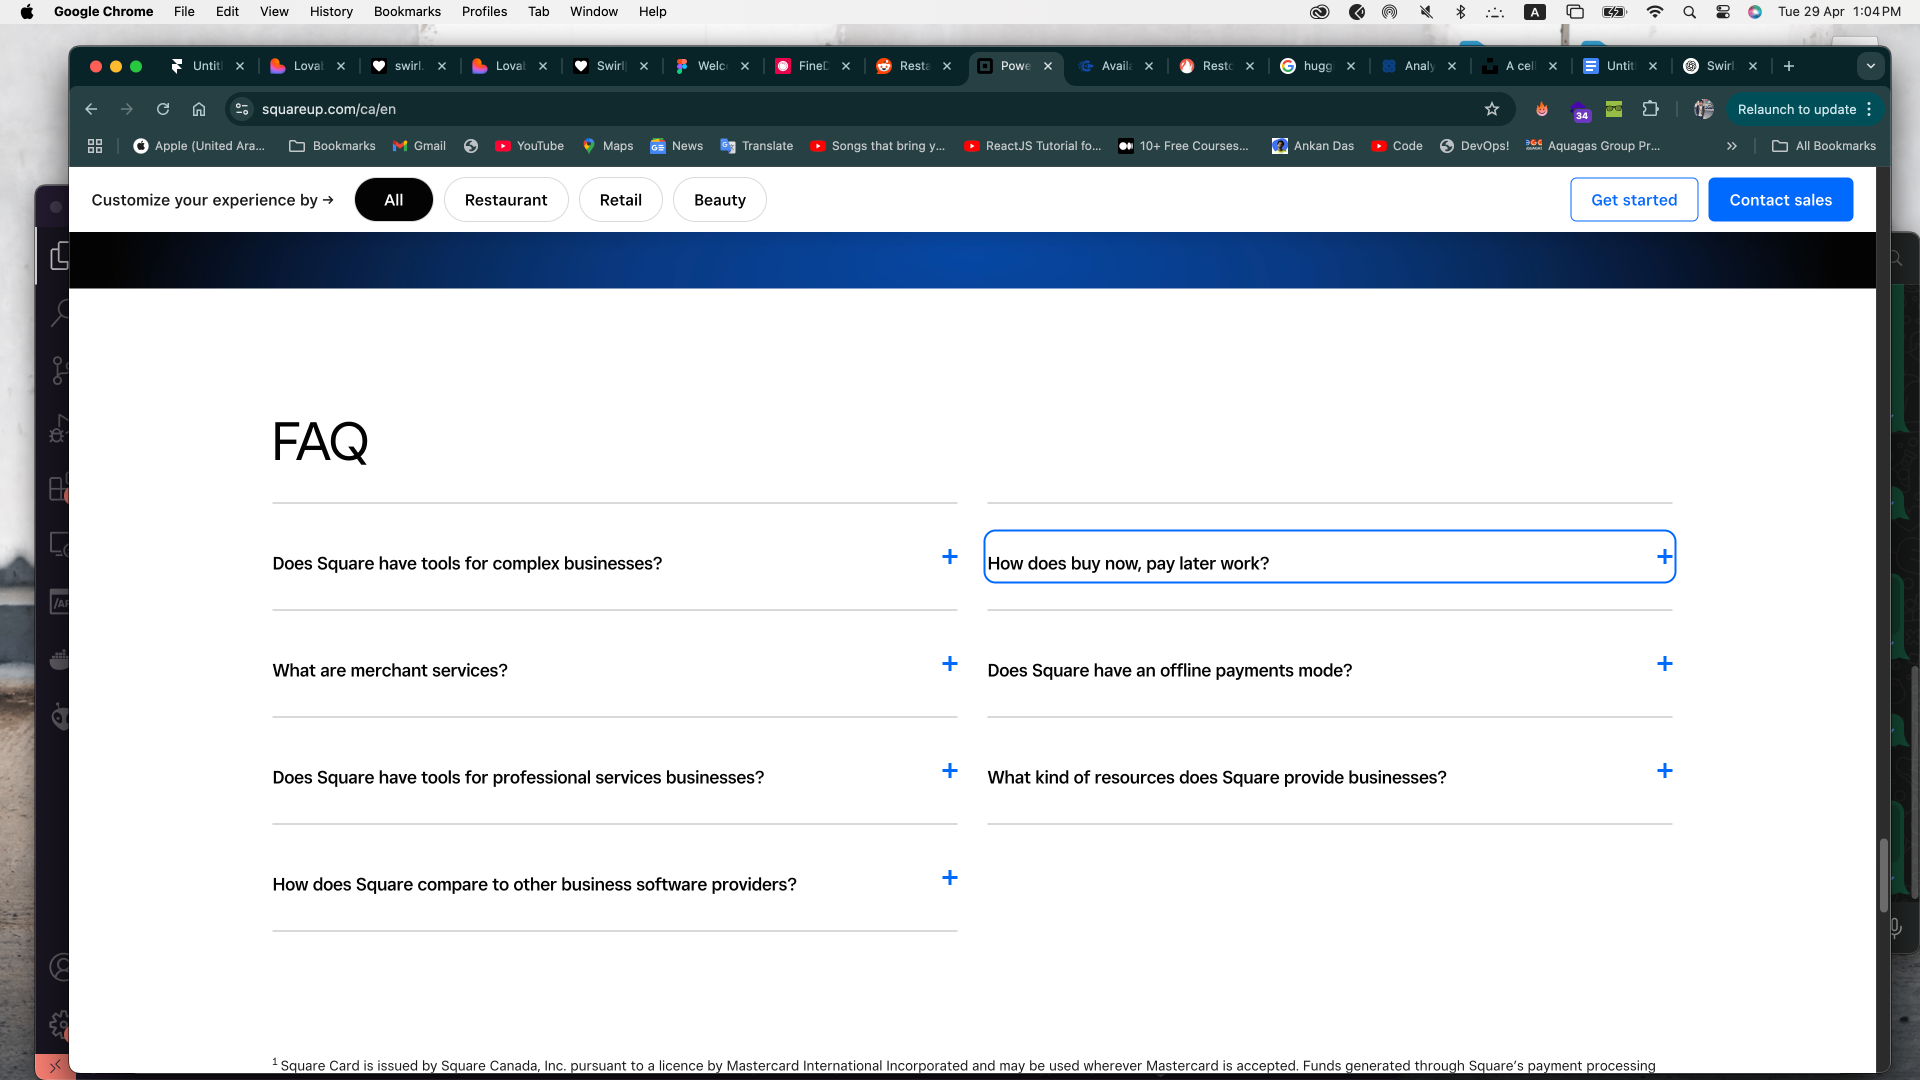 Google Chrome File Edit View History Bookmarks Profiles Tab Window Help A Tue 29 Apr 1:04 PM
Untit Lovab swirl. Lovab Swirl Welc FineD Resta Powe Avail Resto hugg Analy A cell Untit Swirl
squareup.com/ca/en 34 Relaunch to update
Apple (United Ara... Bookmarks Gmail YouTube Maps News Translate Songs that bring y... ReactJS Tutorial fo... 10+ Free Courses... Ankan Das Code DevOps! Aquagas Group Pr... » All Bookmarks
Customize your experience by → All Restaurant Retail Beauty Get started Contact sales
FAQ
Does Square have tools for complex businesses? +
How does buy now, pay later work? +
What are merchant services? +
Does Square have an offline payments mode? +
Does Square have tools for professional services businesses? +
What kind of resources does Square provide businesses? +
How does Square compare to other business software providers? +
1 Square Card is issued by Square Canada, Inc. pursuant to a licence by Mastercard International Incorporated and may be used wherever Mastercard is accepted. Funds generated through Square’s payment processing